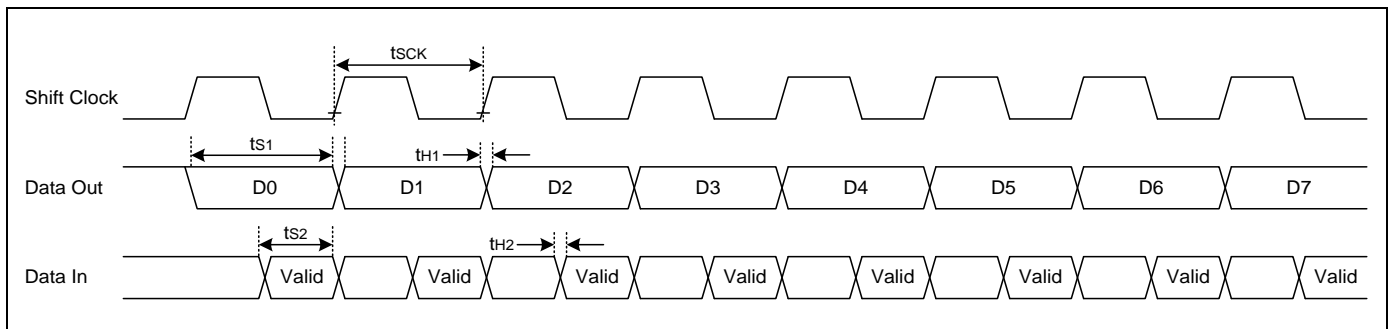 tSCK
Shift Clock
tS1
tH1
Data Out D0 D1 D2 D3 D4 D5 D6 D7
tS2
tH2
Data In Valid Valid Valid Valid Valid Valid Valid Valid